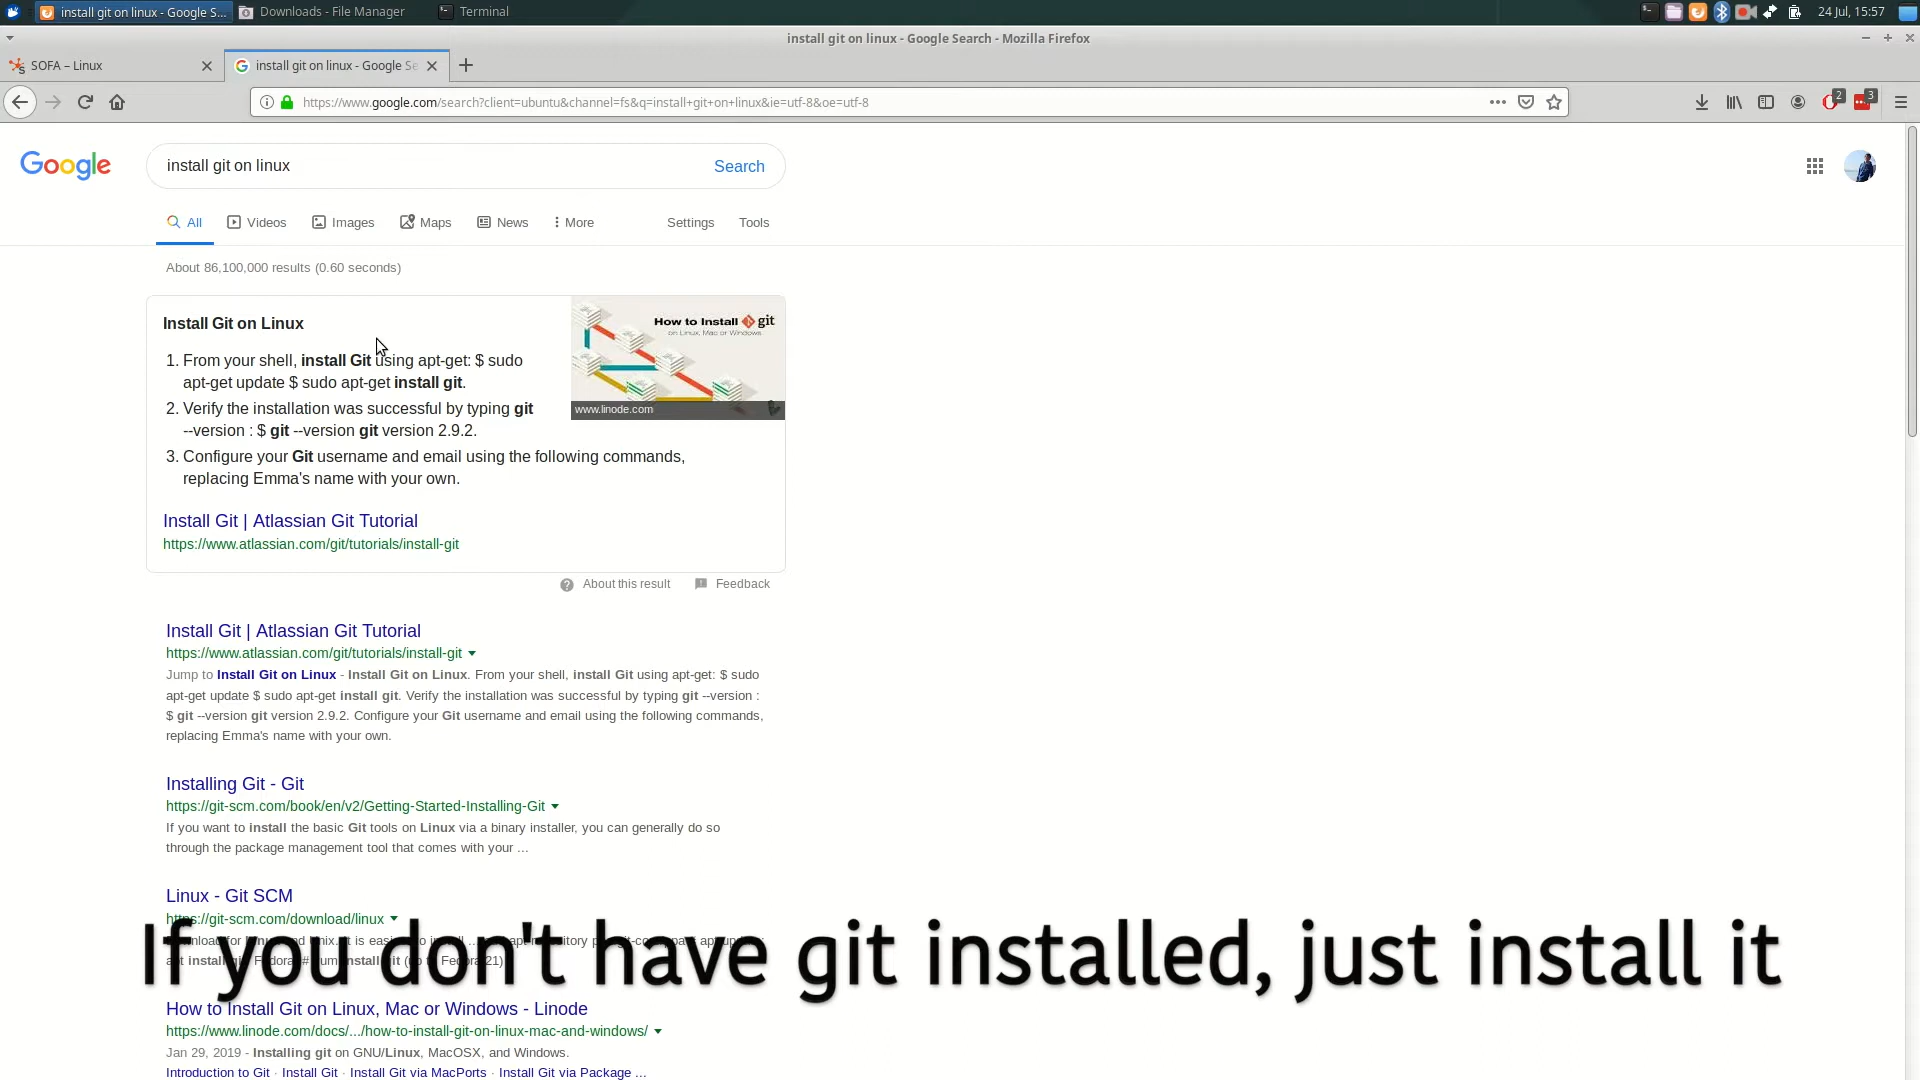 install git on linux - Google S...
Downloads - File Manager
Terminal
24 Jul, 15:57
install git on linux - Google Search - Mozilla Firefox
SOFA – Linux
install git on linux - Google Se
https://www.google.com/search?client=ubuntu&channel=fs&q=install+git+on+linux&ie=utf-8&oe=utf-8
2
3
Google
install git on linux
Search
All
Videos
Images
Maps
News
More
Settings
Tools
About 86,100,000 results (0.60 seconds)
Install Git on Linux
How to Install git
on Linux, Mac or Windows
www.linode.com
1. From your shell, install Git using apt-get: $ sudo
apt-get update $ sudo apt-get install git.
2. Verify the installation was successful by typing git
--version : $ git --version git version 2.9.2.
3. Configure your Git username and email using the following commands,
replacing Emma's name with your own.
Install Git | Atlassian Git Tutorial
https://www.atlassian.com/git/tutorials/install-git
About this result
Feedback
Install Git | Atlassian Git Tutorial
https://www.atlassian.com/git/tutorials/install-git
Jump to Install Git on Linux - Install Git on Linux. From your shell, install Git using apt-get: $ sudo
apt-get update $ sudo apt-get install git. Verify the installation was successful by typing git --version :
$ git --version git version 2.9.2. Configure your Git username and email using the following commands,
replacing Emma's name with your own.
Installing Git - Git
https://git-scm.com/book/en/v2/Getting-Started-Installing-Git
If you want to install the basic Git tools on Linux via a binary installer, you can generally do so
through the package management tool that comes with your ...
Linux - Git SCM
https://git-scm.com/download/linux
If you don't have git installed, just install it
How to Install Git on Linux, Mac or Windows - Linode
https://www.linode.com/docs/.../how-to-install-git-on-linux-mac-and-windows/
Jan 29, 2019 - Installing git on GNU/Linux, MacOSX, and Windows.
Introduction to Git · Install Git · Install Git via MacPorts · Install Git via Package ...